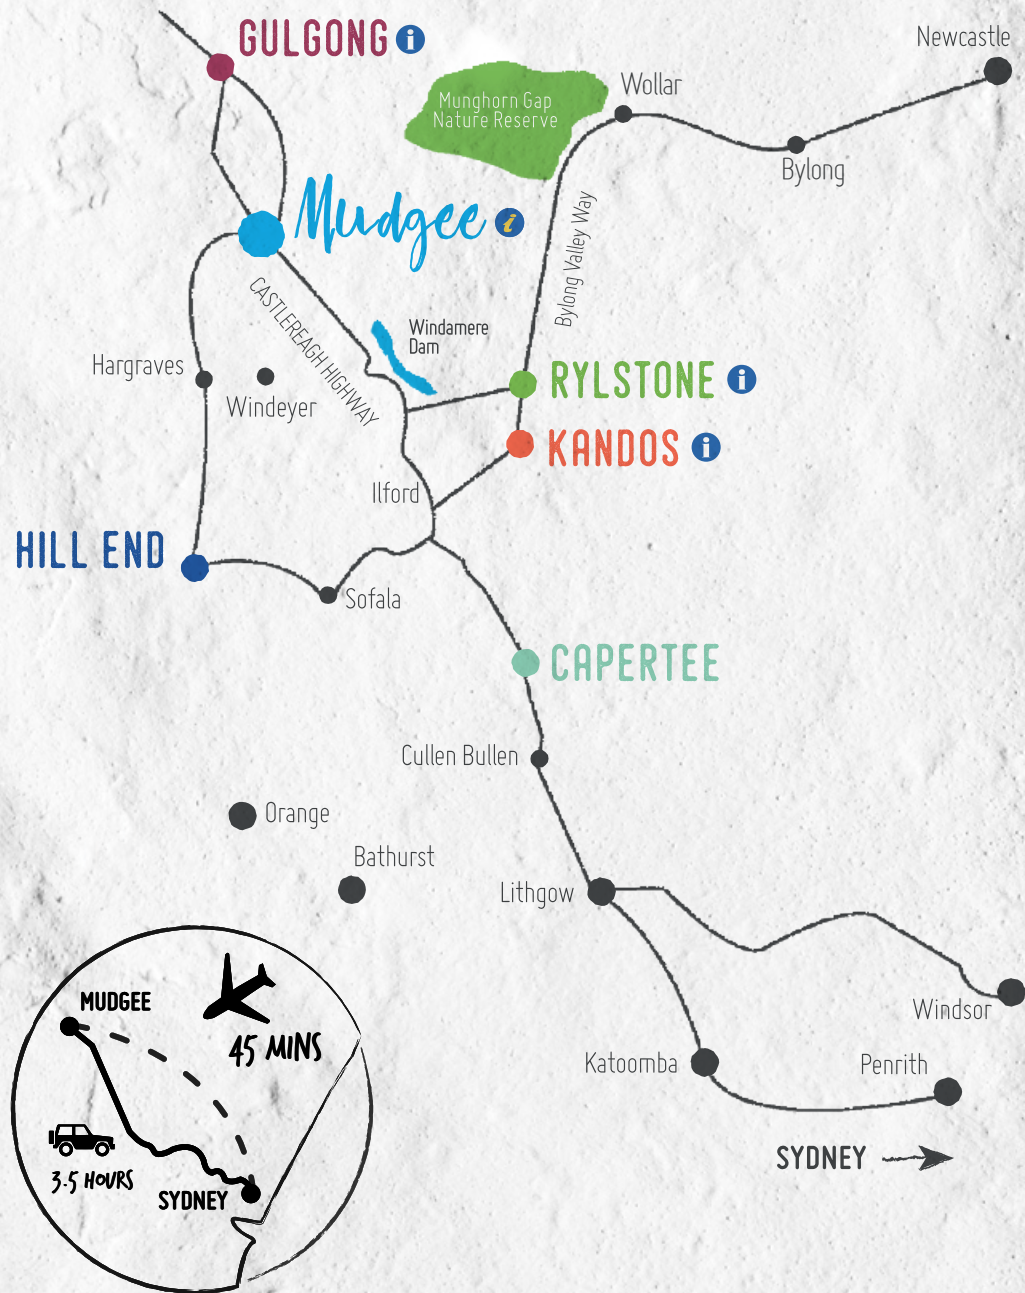 GULGONG i
Newcastle
Munghorn Gap
Nature Reserve
Wollar
Bylong
Mudgee i
Bylong Valley Way
CASTLEREAGH HIGHWAY
Windamere
Dam
Hargraves
Windeyer
RYLSTONE i
KANDOS i
Ilford
HILL END
Sofala
CAPERTEE
Cullen Bullen
Orange
Bathurst
Lithgow
Windsor
Katoomba
Penrith
SYDNEY
MUDGEE
45 MINS
3.5 HOURS
SYDNEY